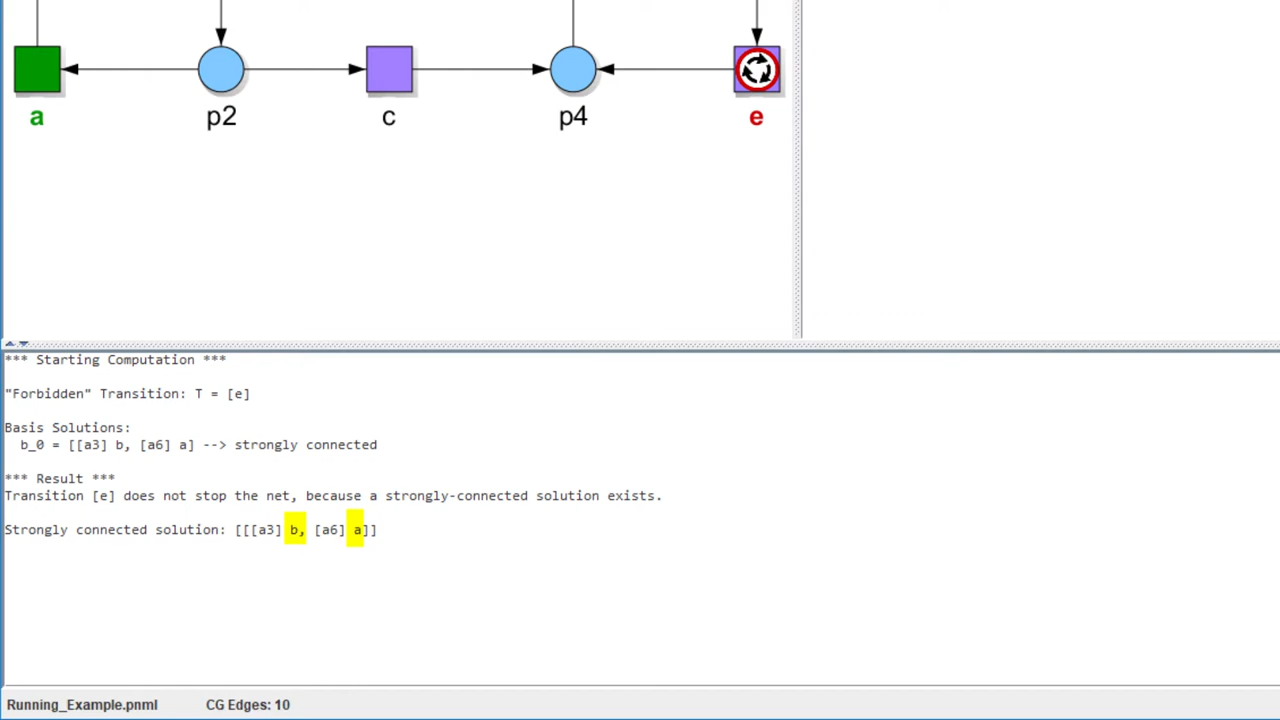 a p2 c p4 e
*** Starting Computation ***
"Forbidden" Transition: T = [e]
Basis Solutions:
b_0 = [[a3] b, [a6] a] --> strongly connected
*** Result ***
Transition [e] does not stop the net, because a strongly-connected solution exists.
Strongly connected solution: [[[a3] b, [a6] a]]
Running_Example.pnml CG Edges: 10